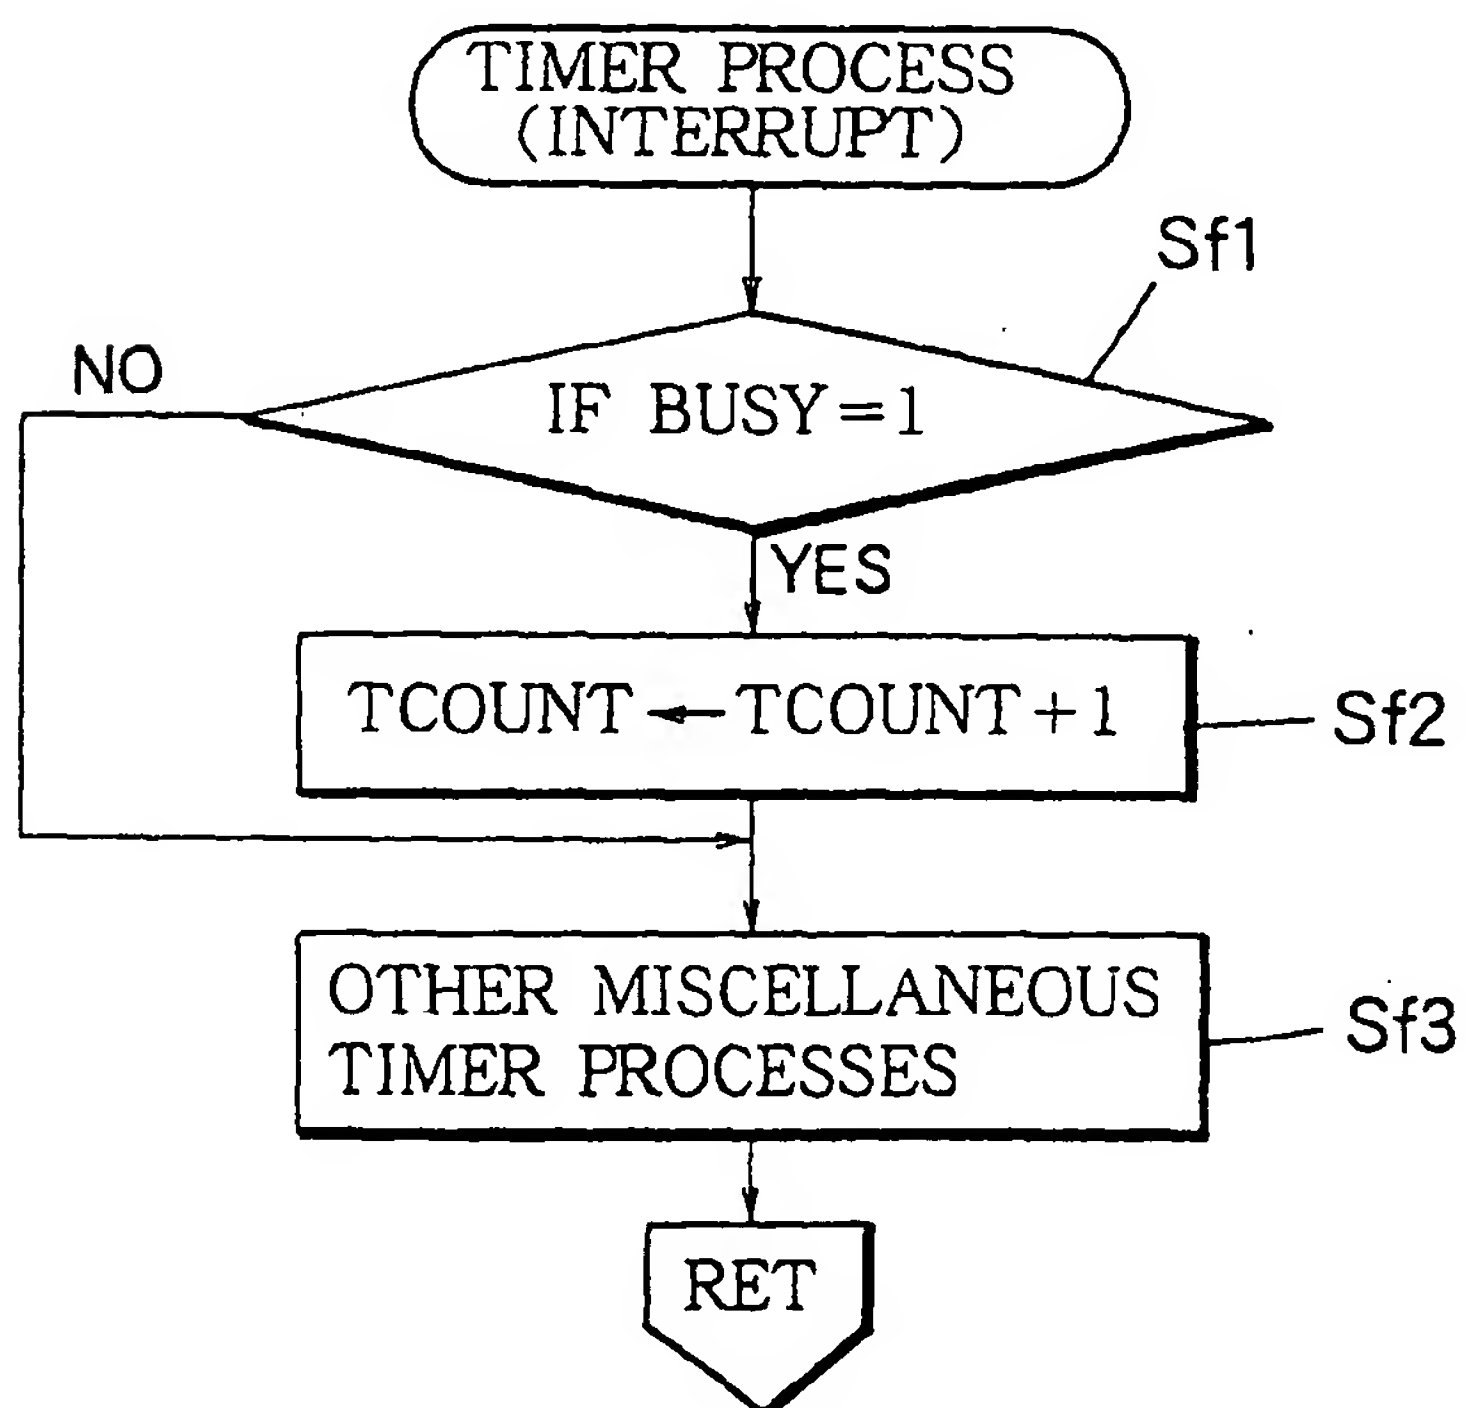 TIMER PROCESS
(INTERRUPT)
Sf1
NO
IF BUSY=1
YES
TCOUNT←TCOUNT+1
Sf2
OTHER MISCELLANEOUS
TIMER PROCESSES
Sf3
RET